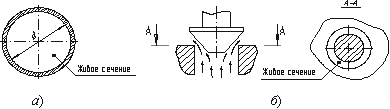 А-А
А
А
d
Живое сечение
Живое сечение
а)
б)